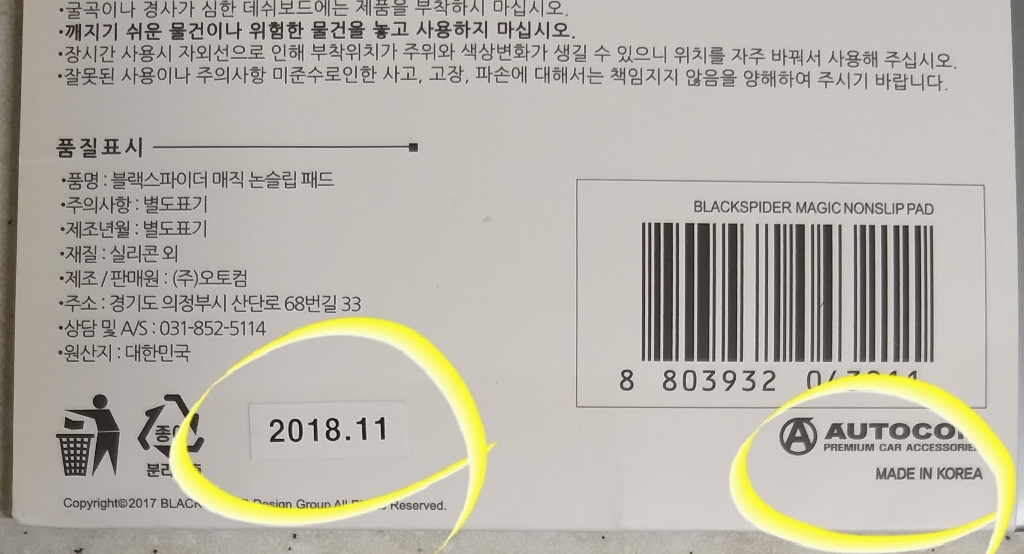 •굴곡이나 경사가 심한 데쉬보드에는 제품을 부착하지 마십시오.
•깨지기 쉬운 물건이나 위험한 물건을 놓고 사용하지 마십시오.
•장시간 사용시 자외선으로 인해 부착위치가 주위와 색상변화가 생길 수 있으니 위치를 자주 바꿔서 사용해 주십시오.
•잘못된 사용이나 주의사항 미준수로인한 사고, 고장, 파손에 대해서는 책임지지 않음을 양해하여 주시기 바랍니다.
품질표시
•품명 : 블랙스파이더 매직 논슬립 패드
•주의사항 : 별도표기
•제조년월 : 별도표기
•재질 : 실리콘 외
•제조 / 판매원 : (주)오토컴
•주소 : 경기도 의정부시 산단로 68번길 33
•상담 및 A/S : 031-852-5114
•원산지 : 대한민국
2018.11
Copyright©2017 Design Group All Reserved.
BLACKSPIDER MAGIC NONSLIP PAD
8 803932
AUTOCO
PREMIUM CAR ACCESSORIE
MADE IN KOREA